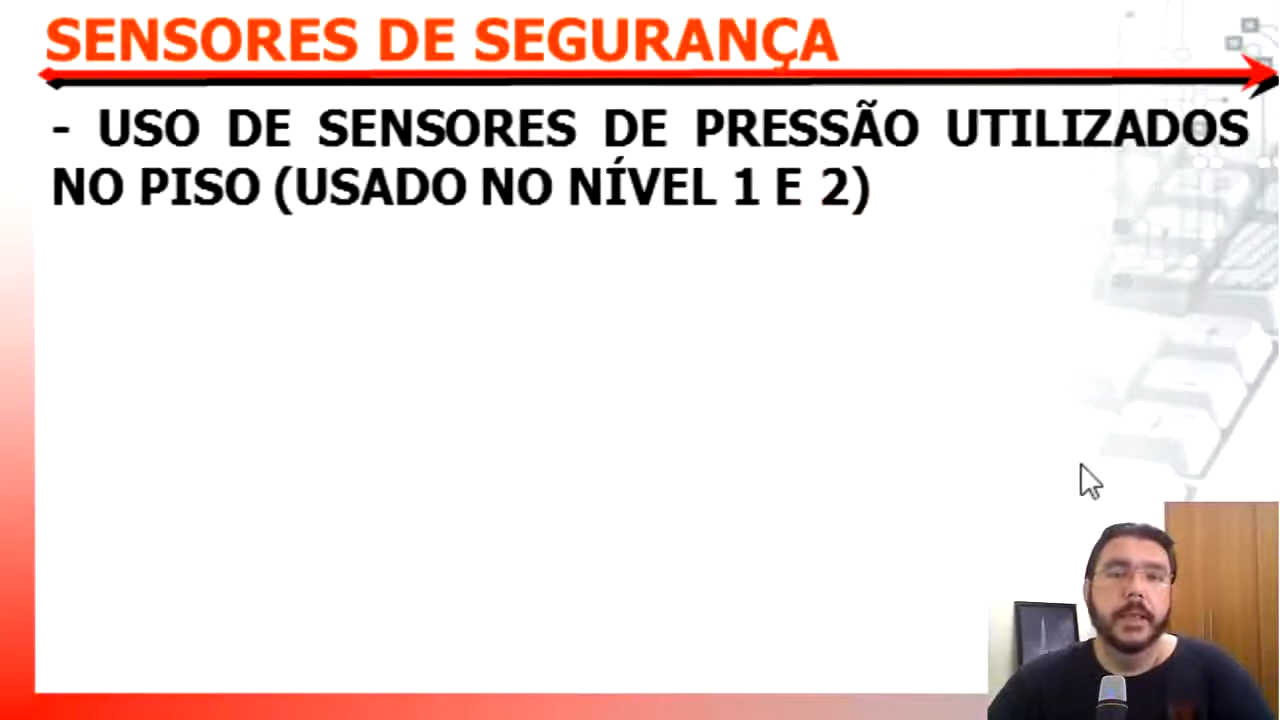 SENSORES DE SEGURANÇA
- USO DE SENSORES DE PRESSÃO UTILIZADOS
NO PISO (USADO NO NÍVEL 1 E 2)